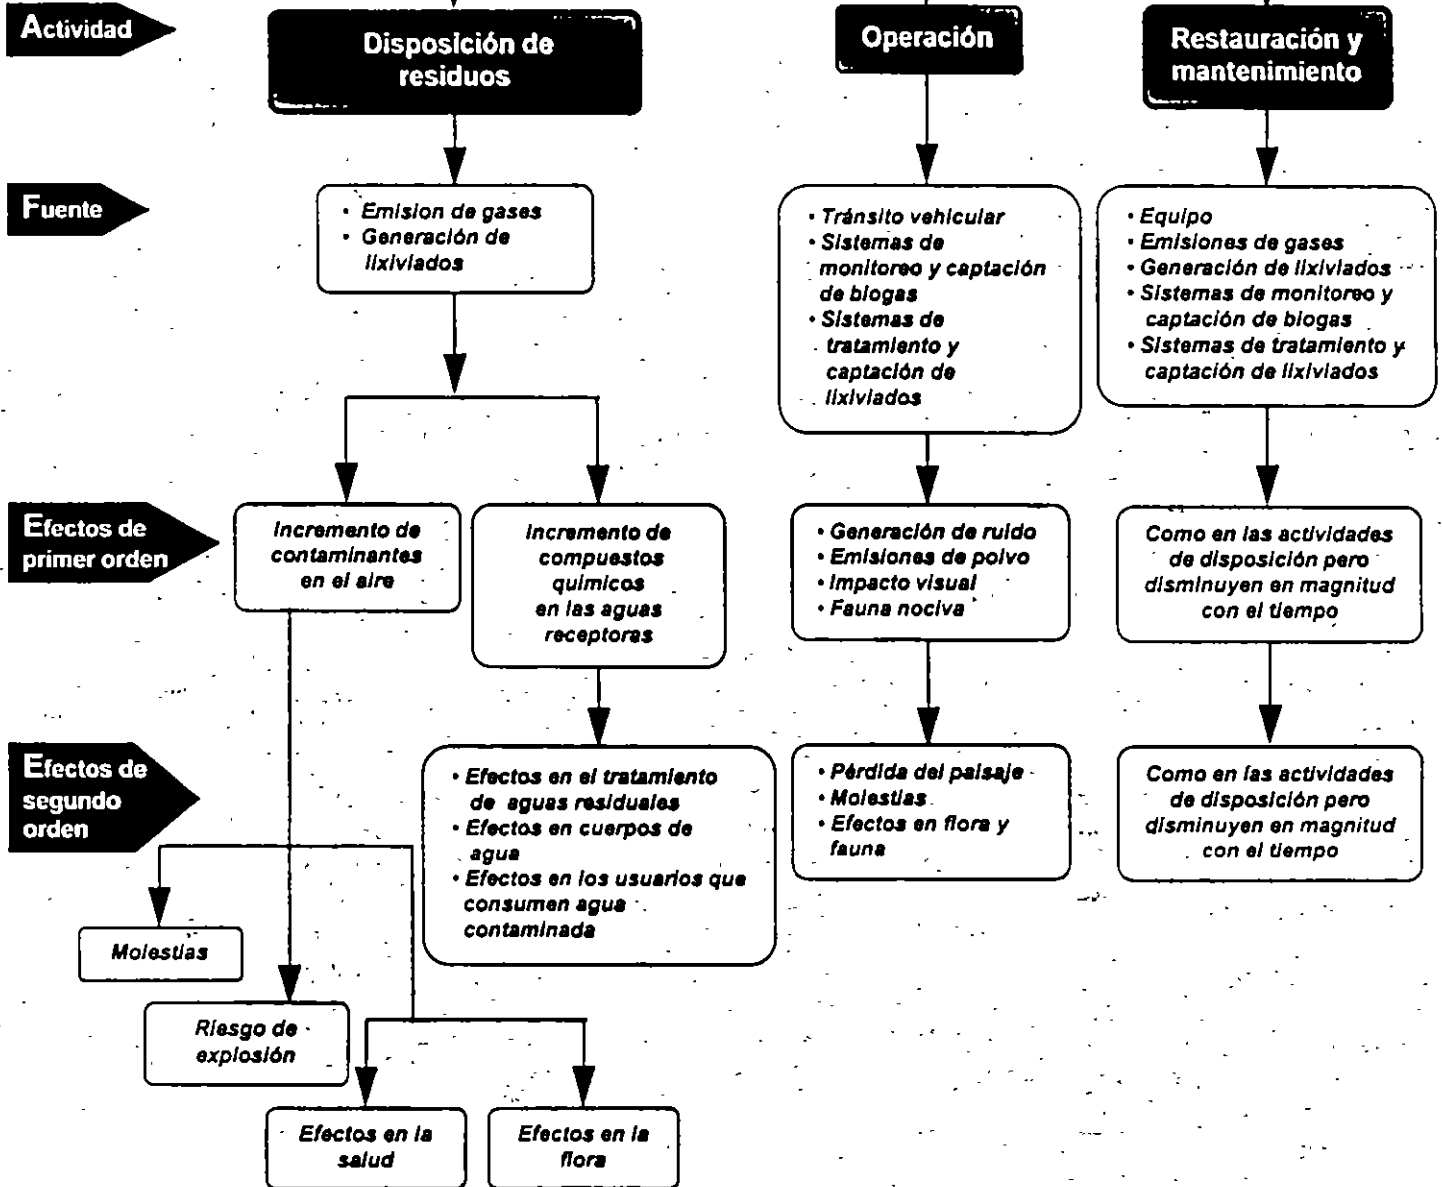 Actividad
Disposición de
residuos
Operación
Restauración y
mantenimiento
Fuente
• Emision de gases
• Generación de
lixiviados
• Tránsito vehicular
• Sistemas de
monitoreo y captación
de biogas
• Sistemas de
tratamiento y
captación de
lixiviados
• Equipo
• Emisiones de gases
• Generación de lixiviados
• Sistemas de monitoreo y
captación de biogas
• Sistemas de tratamiento y
captación de lixiviados
Efectos de
primer orden
Incremento de
contaminantes
en el aire
Incremento de
compuestos
químicos
en las aguas
receptoras
• Generación de ruido
• Emisiones de polvo
• Impacto visual
• Fauna nociva
Como en las actividades
de disposición pero
disminuyen en magnitud
con el tiempo
Efectos de
segundo
orden
• Efectos en el tratamiento
de aguas residuales
• Efectos en cuerpos de
agua
• Efectos en los usuarios que
consumen agua
contaminada
• Pérdida del paisaje
• Molestias
• Efectos en flora y
fauna
Como en las actividades
de disposición pero
disminuyen en magnitud
con el tiempo
Molestias
Riesgo de
explosión
Efectos en la
salud
Efectos en la
flora